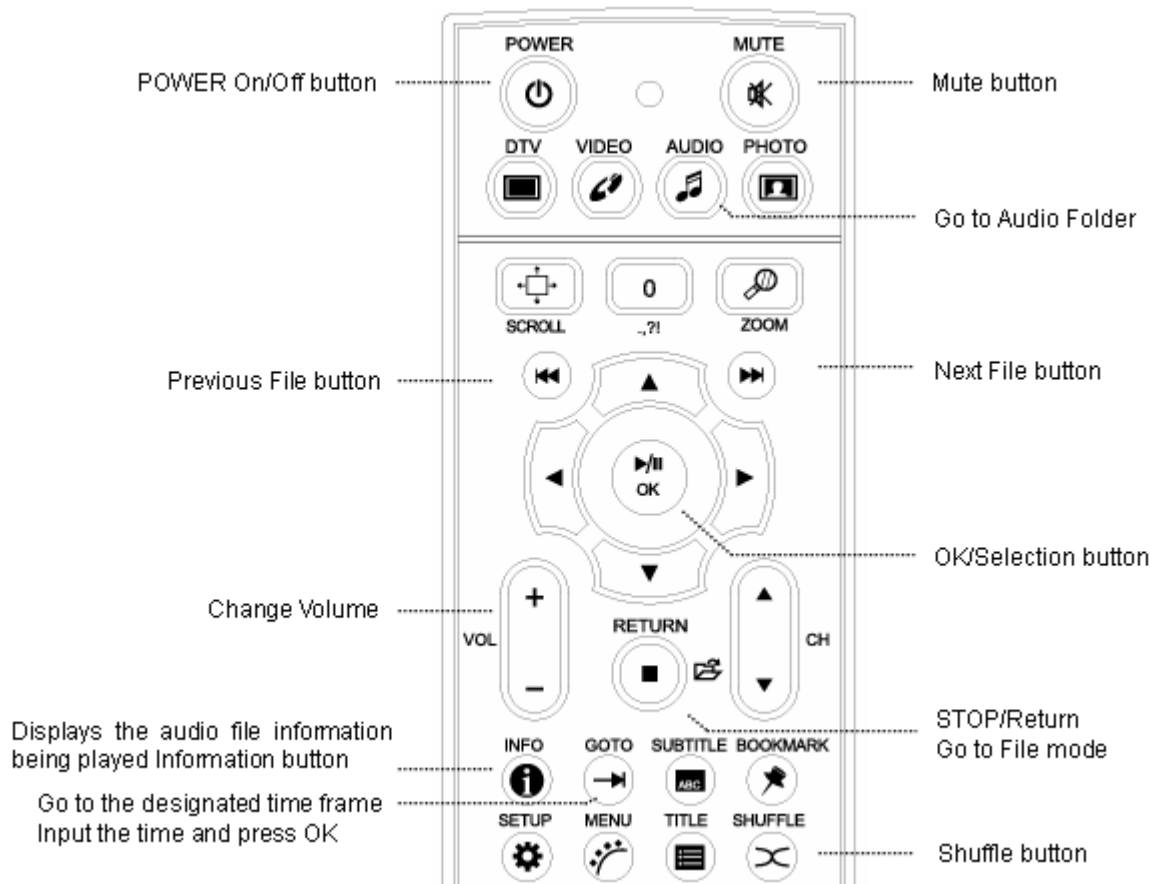 POWER MUTE
POWER On/Off button
Mute button
DTV VIDEO AUDIO PHOTO
Go to Audio Folder
0
SCROLL .,?! ZOOM
Previous File button
Next File button
OK
OK/Selection button
Change Volume
+
VOL
−
RETURN
CH
STOP/Return
Go to File mode
Displays the audio file information
being played Information button
INFO GOTO SUBTITLE BOOKMARK
i ABC
Go to the designated time frame
Input the time and press OK
SETUP MENU TITLE SHUFFLE
Shuffle button